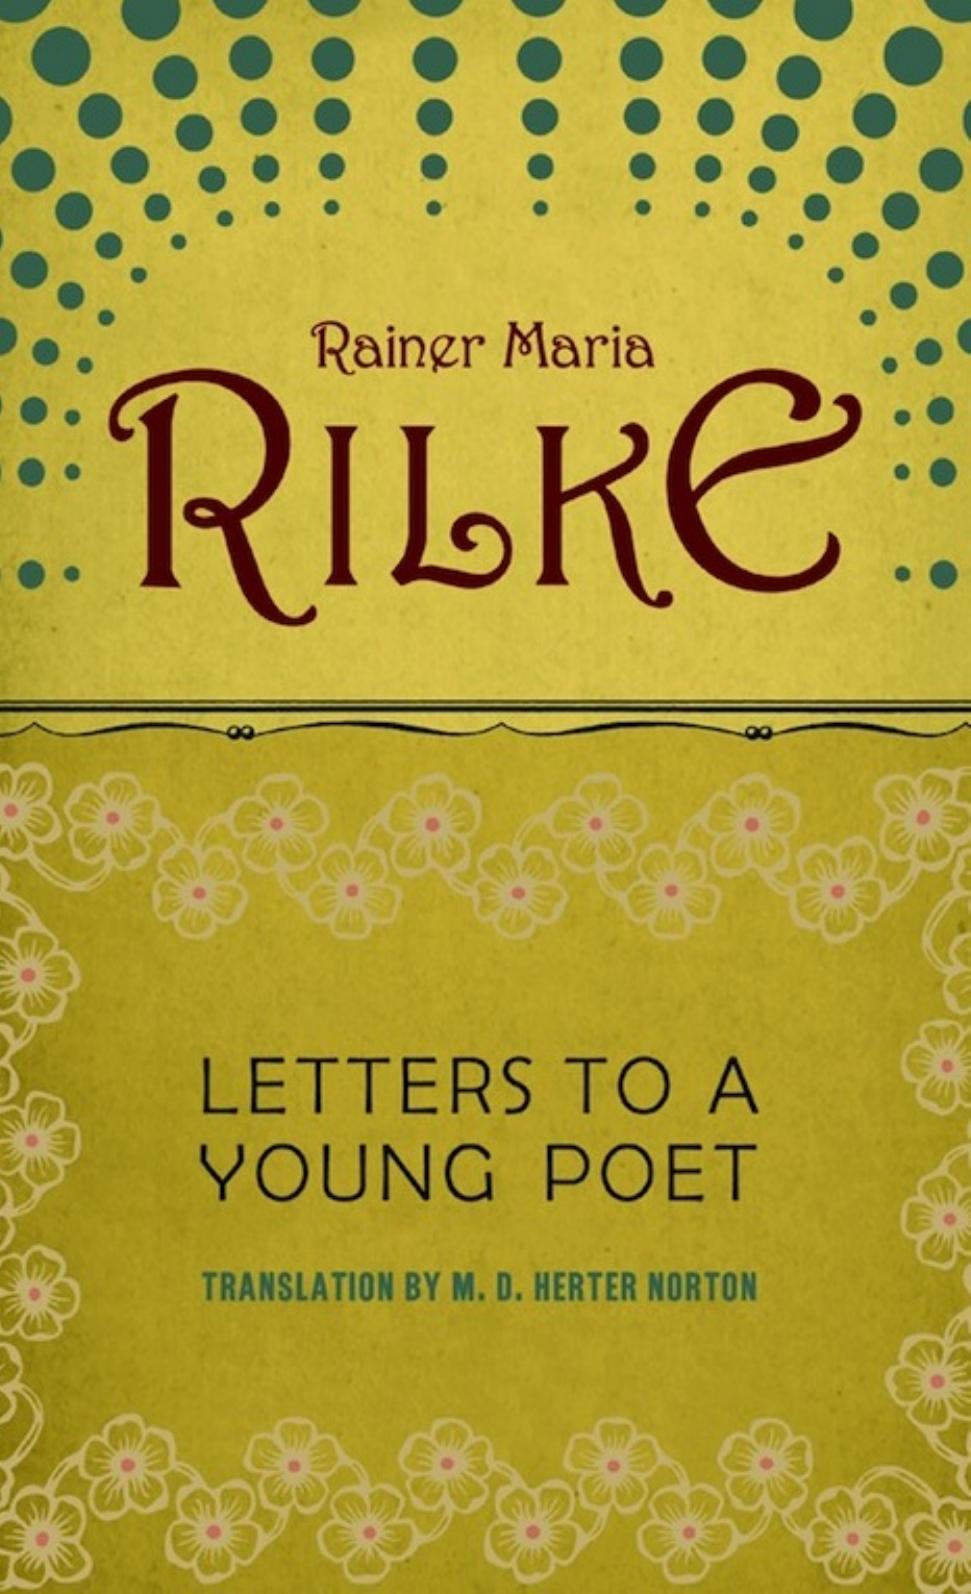 Rainer Maria
RILKE
LETTERS TO A
YOUNG POET
TRANSLATION BY M. D. HERTER NORTON